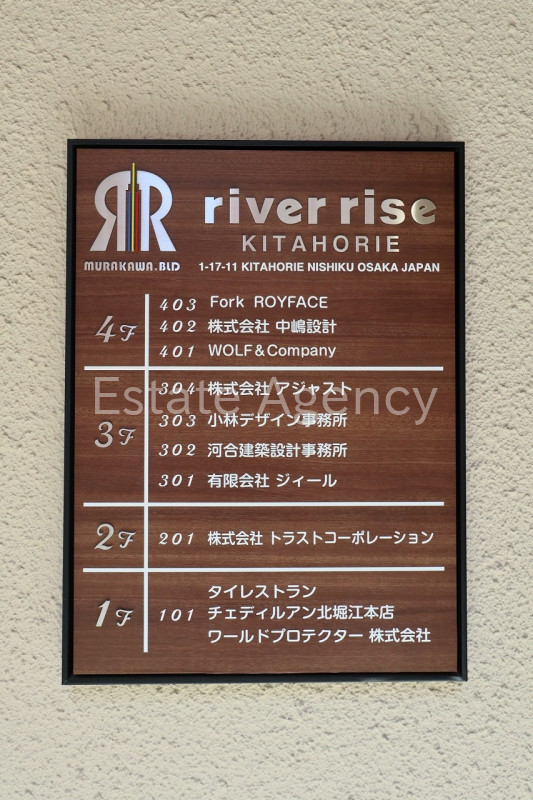 RR
river rise
KITAHORIE
MURAKAWA.BLD
1-17-11 KITAHORIE NISHIKU OSAKA JAPAN
4F
403 Fork ROYFACE
402 株式会社 中嶋設計
401 WOLF&Company
3F
304 株式会社 アジャスト
Estate Agency
303 小林デザイン事務所
302 河合建築設計事務所
301 有限会社 ジィール
2F
201 株式会社 トラストコーポレーション
1F
101
タイレストラン
チェディルアン北堀江本店
ワールドプロテクター 株式会社